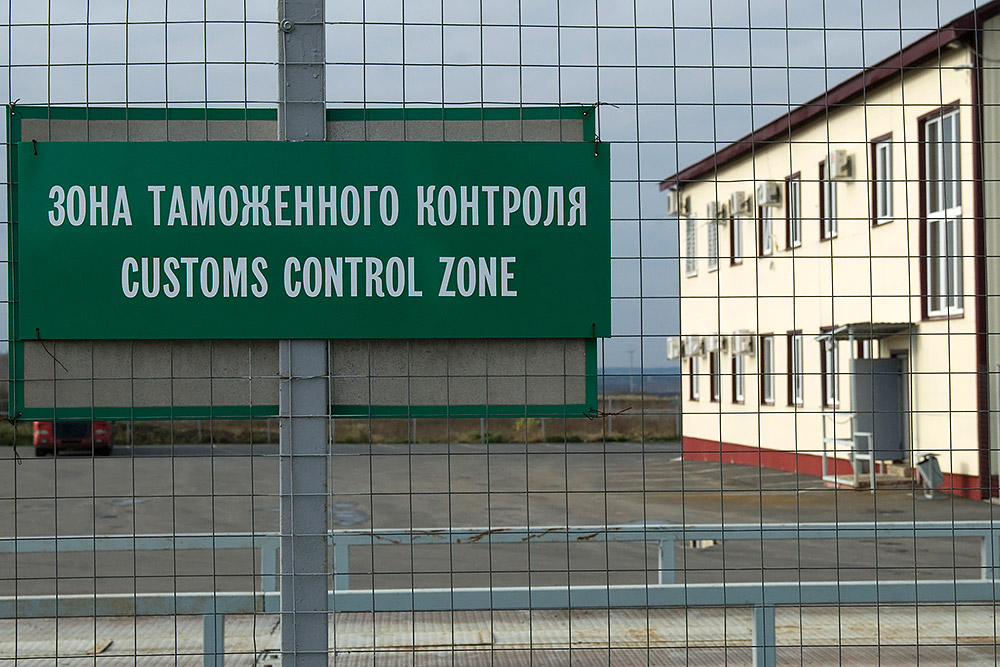 ЗОНА ТАМОЖЕННОГО КОНТРОЛЯ
CUSTOMS CONTROL ZONE